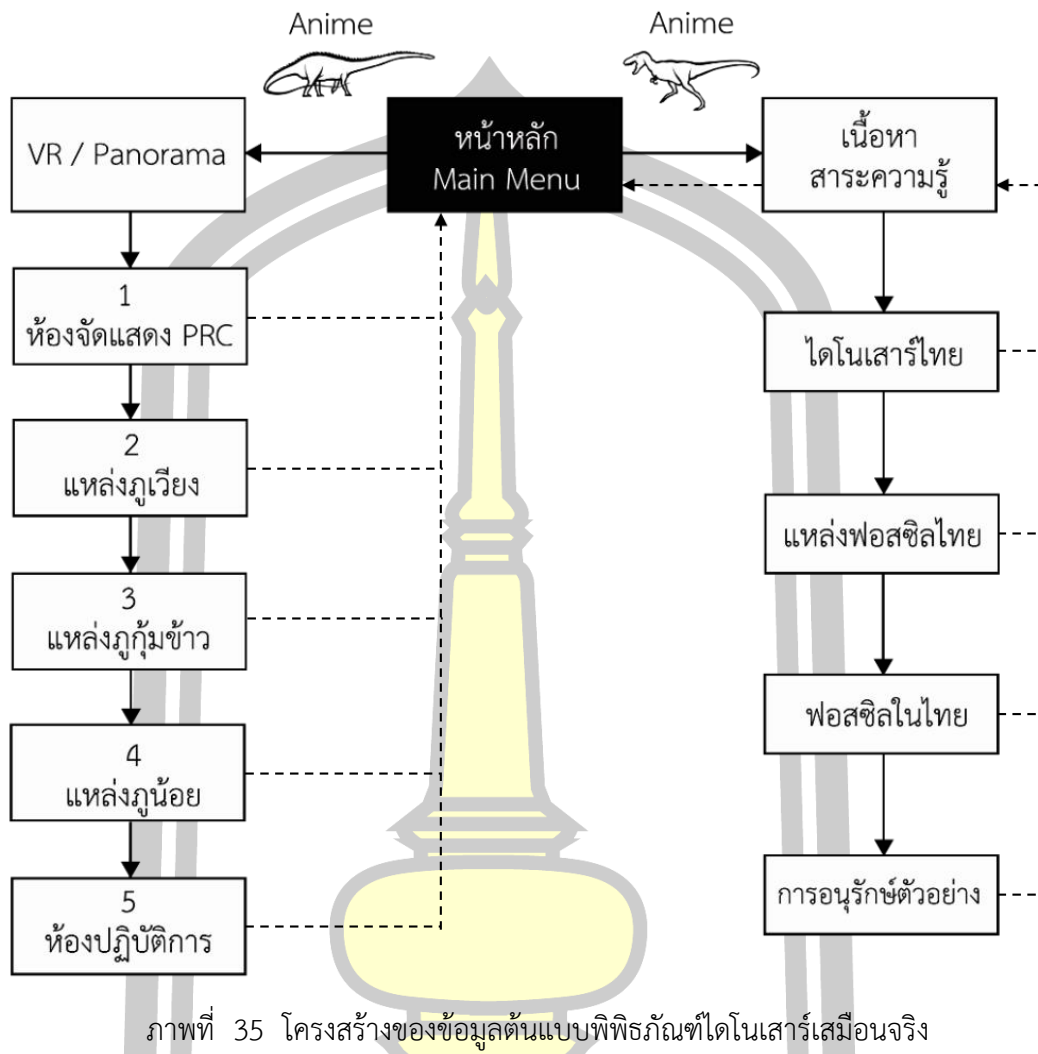 Anime
Anime
VR / Panorama
หน้าหลัก
Main Menu
เนื้อหา
สาระความรู้
1
ห้องจัดแสดง PRC
2
แหล่งภูเวียง
3
แหล่งภูกุ้มข้าว
4
แหล่งภูน้อย
5
ห้องปฏิบัติการ
ไดโนเสาร์ไทย
แหล่งฟอสซิลไทย
ฟอสซิลในไทย
การอนุรักษ์ตัวอย่าง
ภาพที่ 35 โครงสร้างของข้อมูลต้นแบบพิพิธภัณฑ์ไดโนเสาร์เสมือนจริง